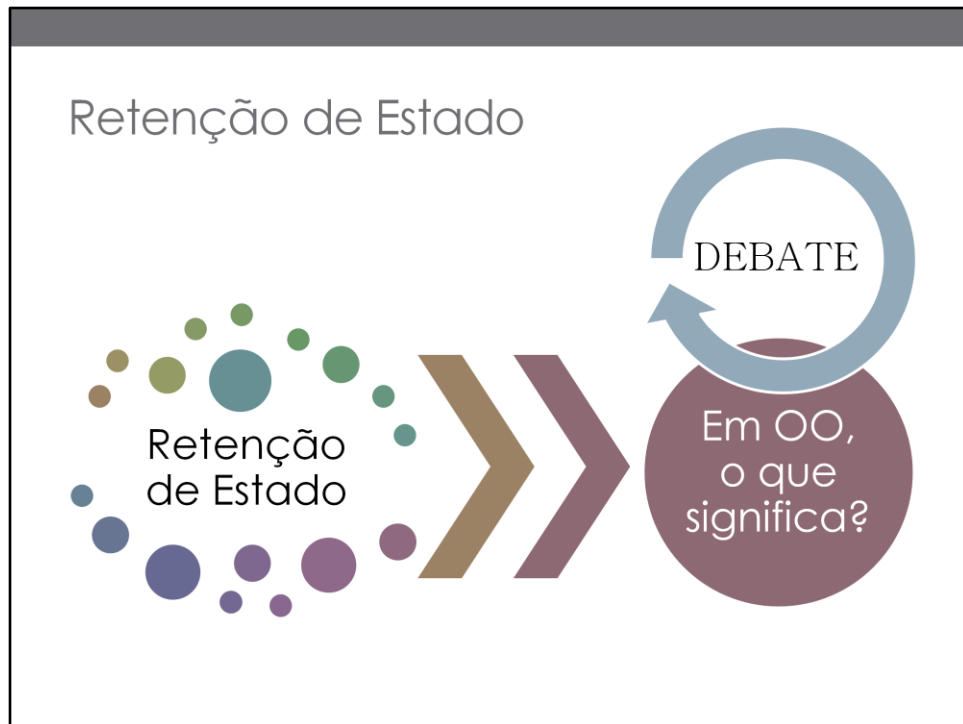 Retenção de Estado
DEBATE
Retenção
de Estado
Em OO,
o que
significa?